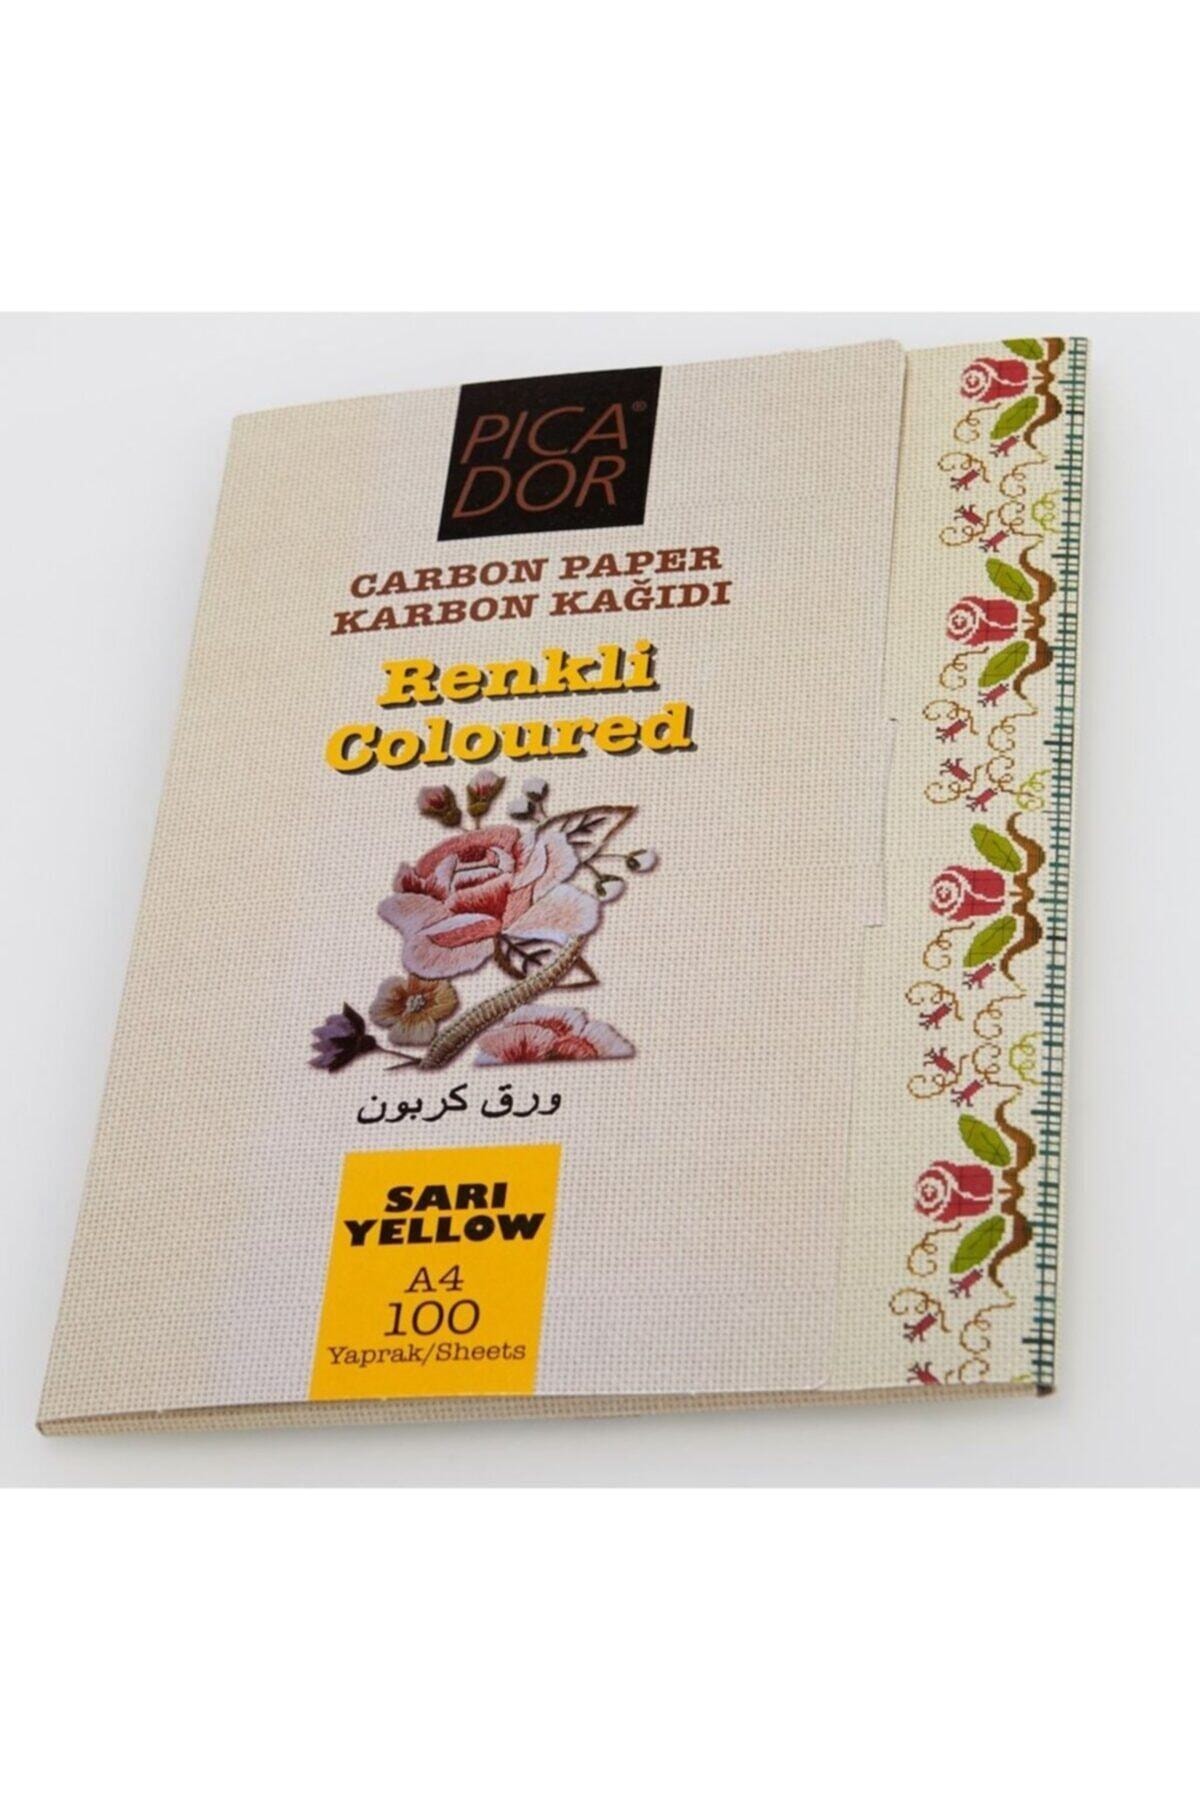 PICA®
DOR
CARBON PAPER
KARBON KAĞIDI
Renkli
Coloured
ورق كربون
SARI
YELLOW
A4
100
Yaprak/Sheets